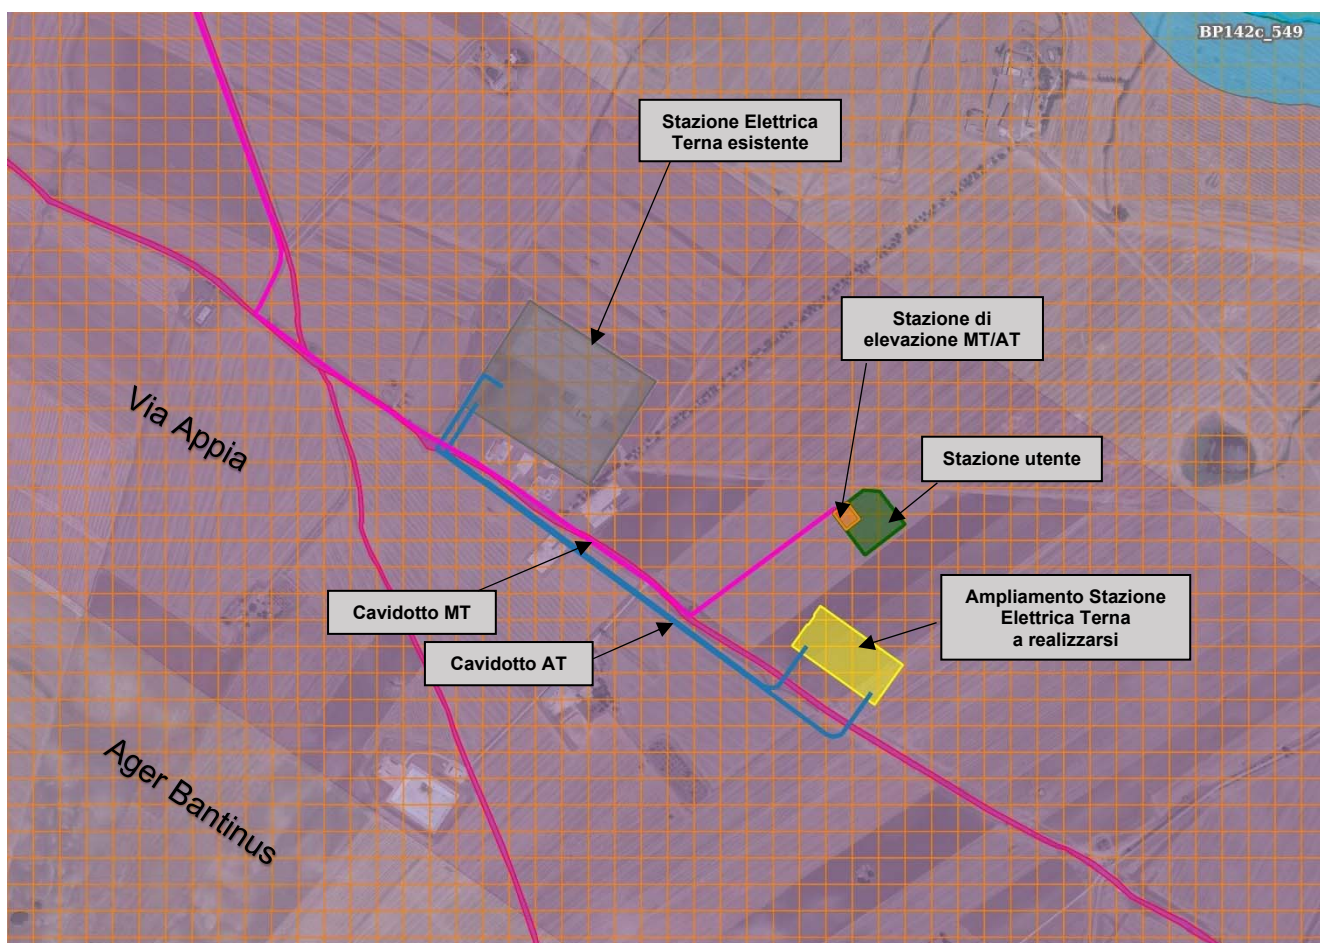 BP142c_549
Stazione Elettrica
Terna esistente
Stazione di
elevazione MT/AT
Via Appia
Stazione utente
Ampliamento Stazione
Elettrica Terna
a realizzarsi
Cavidotto MT
Cavidotto AT
Ager Bantinus